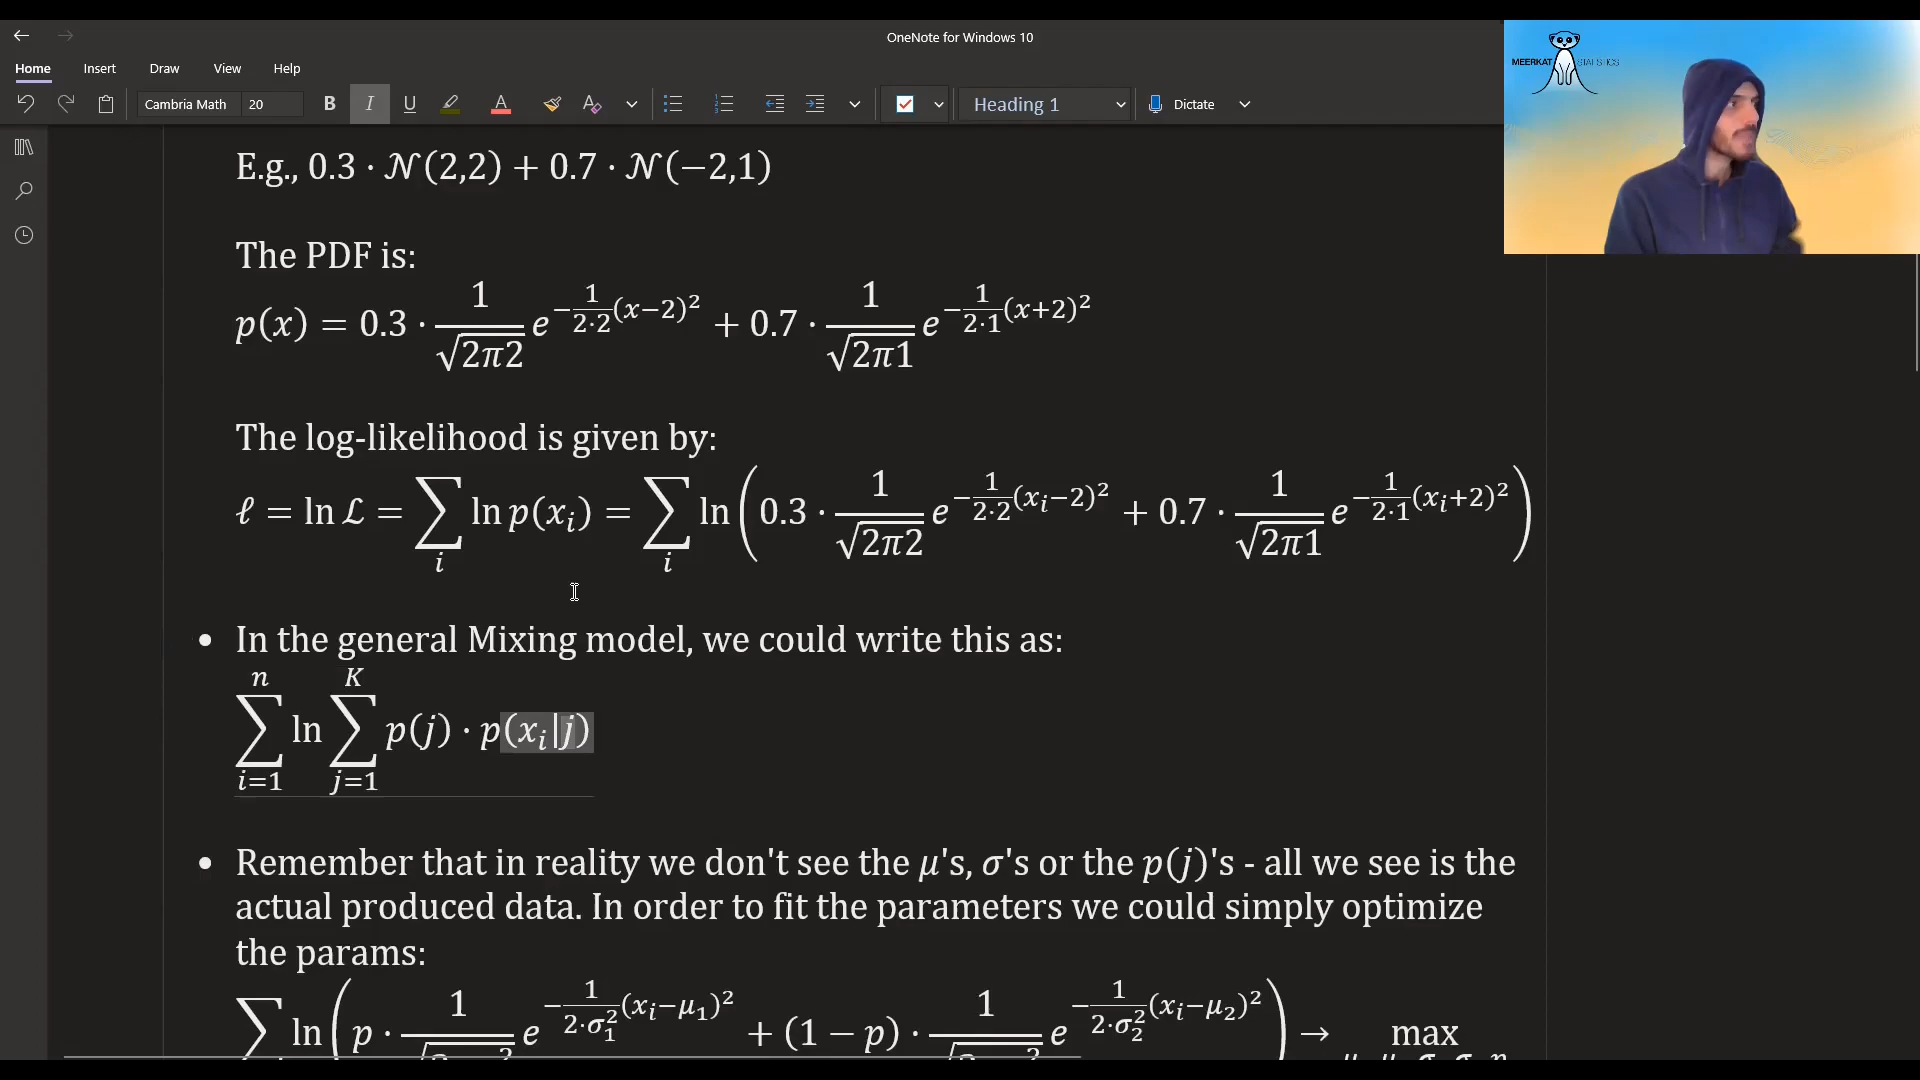 OneNote for Windows 10
MEERKAT STATISTICS
Home Insert Draw View Help
Cambria Math 20 B I U A A Heading 1 Dictate
E.g., 0.3 · 𝒩(2,2) + 0.7 · 𝒩(−2,1)
The PDF is:
p(x) = 0.3 · 1/√(2π2) e^(−1/(2·2)(x−2)²) + 0.7 · 1/√(2π1) e^(−1/(2·1)(x+2)²)
The log-likelihood is given by:
ℓ = ln ℒ = ∑_i ln p(x_i) = ∑_i ln(0.3 · 1/√(2π2) e^(−1/(2·2)(x_i−2)²) + 0.7 · 1/√(2π1) e^(−1/(2·1)(x_i+2)²))
• In the general Mixing model, we could write this as:
∑_{i=1}^{n} ln ∑_{j=1}^{K} p(j) · p(x_i|j)
• Remember that in reality we don't see the μ's, σ's or the p(j)'s - all we see is the
actual produced data. In order to fit the parameters we could simply optimize
the params:
∑ ln(p · 1/√ e^(−1/(2·σ₁²)(x_i−μ₁)²) + (1 − p) · 1/√ e^(−1/(2·σ₂²)(x_i−μ₂)²)) → max